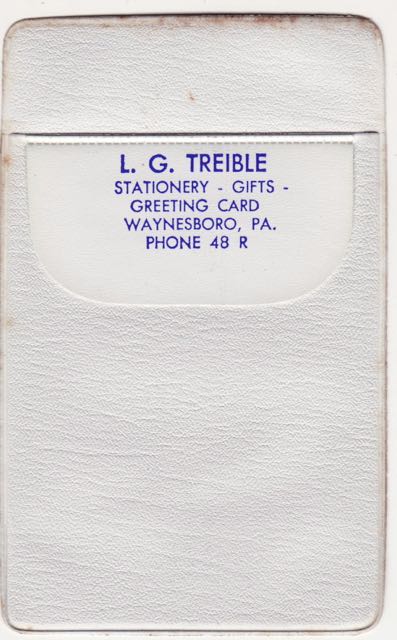 L. G. TREIBLE
STATIONERY - GIFTS -
GREETING CARD
WAYNESBORO, PA.
PHONE 48 R